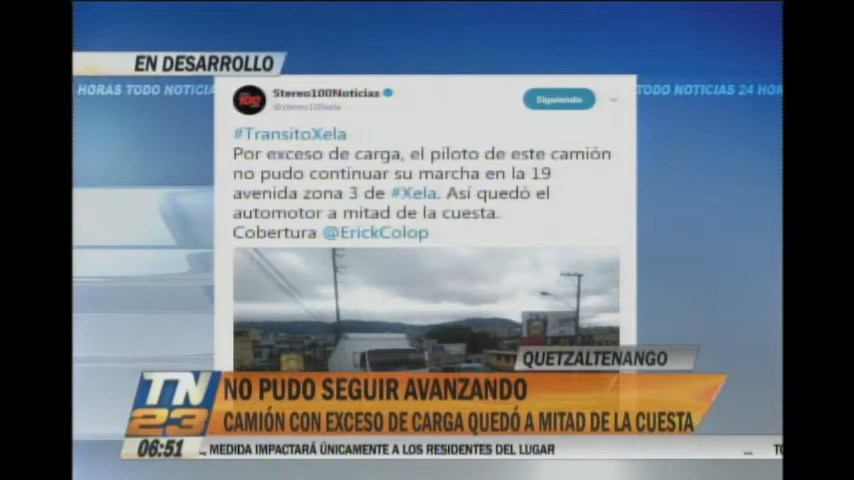 EN DESARROLLO
HORAS TODO NOTICIA
TODO NOTICIAS 24 HOR
Stereo100Noticias
@stereo100xela
Siguiendo
#TransitoXela
Por exceso de carga, el piloto de este camión
no pudo continuar su marcha en la 19
avenida zona 3 de #Xela. Así quedó el
automotor a mitad de la cuesta.
Cobertura @ErickColop
QUETZALTENANGO
TN
23
NO PUDO SEGUIR AVANZANDO
CAMIÓN CON EXCESO DE CARGA QUEDÓ A MITAD DE LA CUESTA
06:51
., MEDIDA IMPACTARÁ ÚNICAMENTE A LOS RESIDENTES DEL LUGAR
... TO